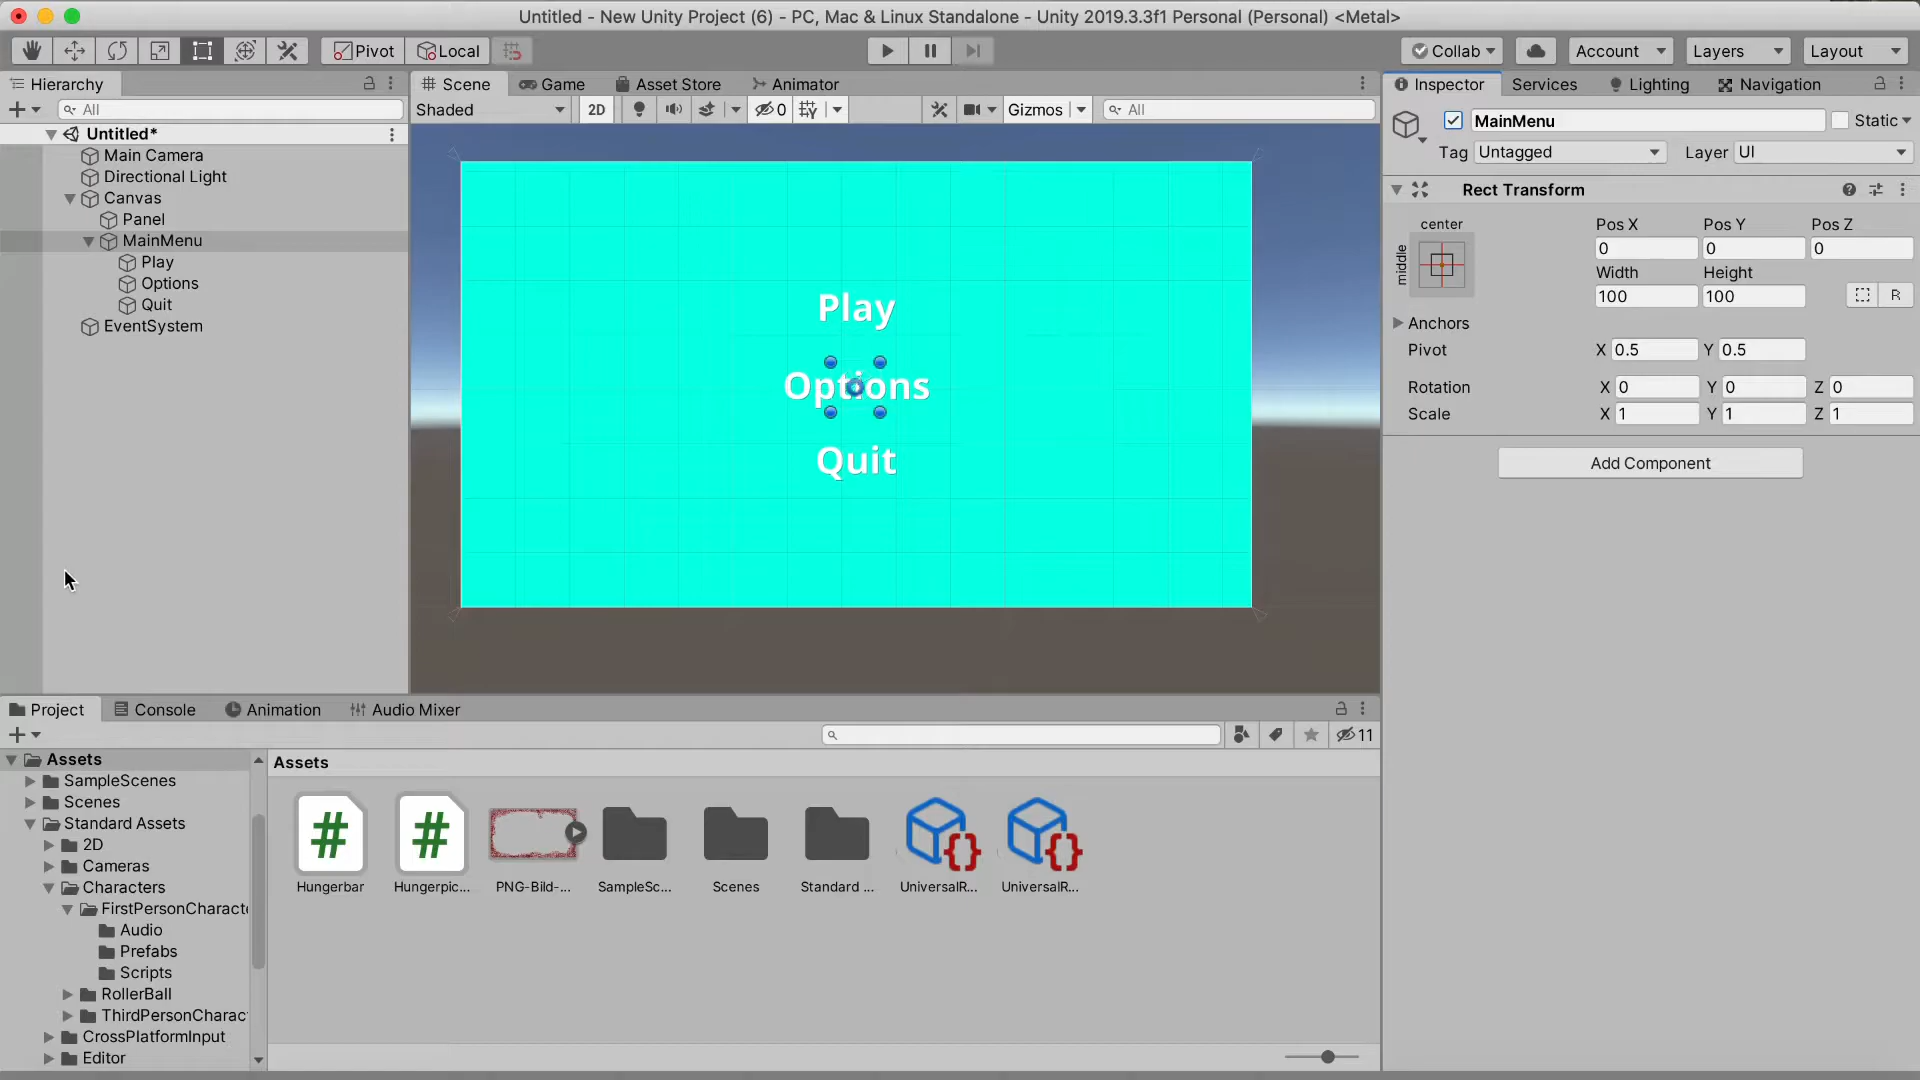 Untitled - New Unity Project (6) - PC, Mac & Linux Standalone - Unity 2019.3.3f1 Personal (Personal) <Metal>
Pivot Local Collab Account Layers Layout
Hierarchy
All
Untitled*
Main Camera
Directional Light
Canvas
Panel
MainMenu
Play
Options
Quit
EventSystem
Scene Game Asset Store Animator
Shaded 2D 0 Gizmos All
Play
Options
Quit
Inspector Services Lighting Navigation
MainMenu Static
Tag Untagged Layer UI
Rect Transform
center
middle
Pos X Pos Y Pos Z
0 0 0
Width Height
100 100 R
Anchors
Pivot X 0.5 Y 0.5
Rotation X 0 Y 0 Z 0
Scale X 1 Y 1 Z 1
Add Component
Project Console Animation Audio Mixer
11
Assets
SampleScenes
Scenes
Standard Assets
2D
Cameras
Characters
FirstPersonCharacte
Audio
Prefabs
Scripts
RollerBall
ThirdPersonCharac
CrossPlatformInput
Editor
Assets
Hungerbar Hungerpic... PNG-Bild-... SampleSc... Scenes Standard ... UniversalR... UniversalR...